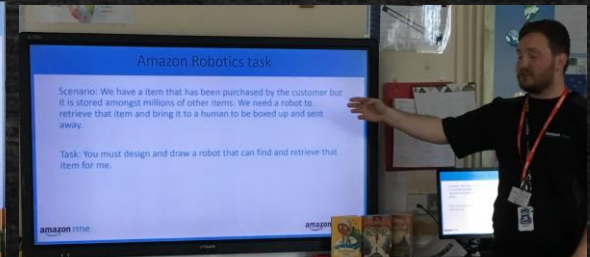 Amazon Robotics task
Scenario: We have a item that has been purchased by the customer but
it is stored amongst millions of other items. We need a robot to
retrieve that item and bring it to a human to be boxed up and sent
away.
Task: You must design and draw a robot that can find and retrieve that
item for me.
amazon rme
amazon